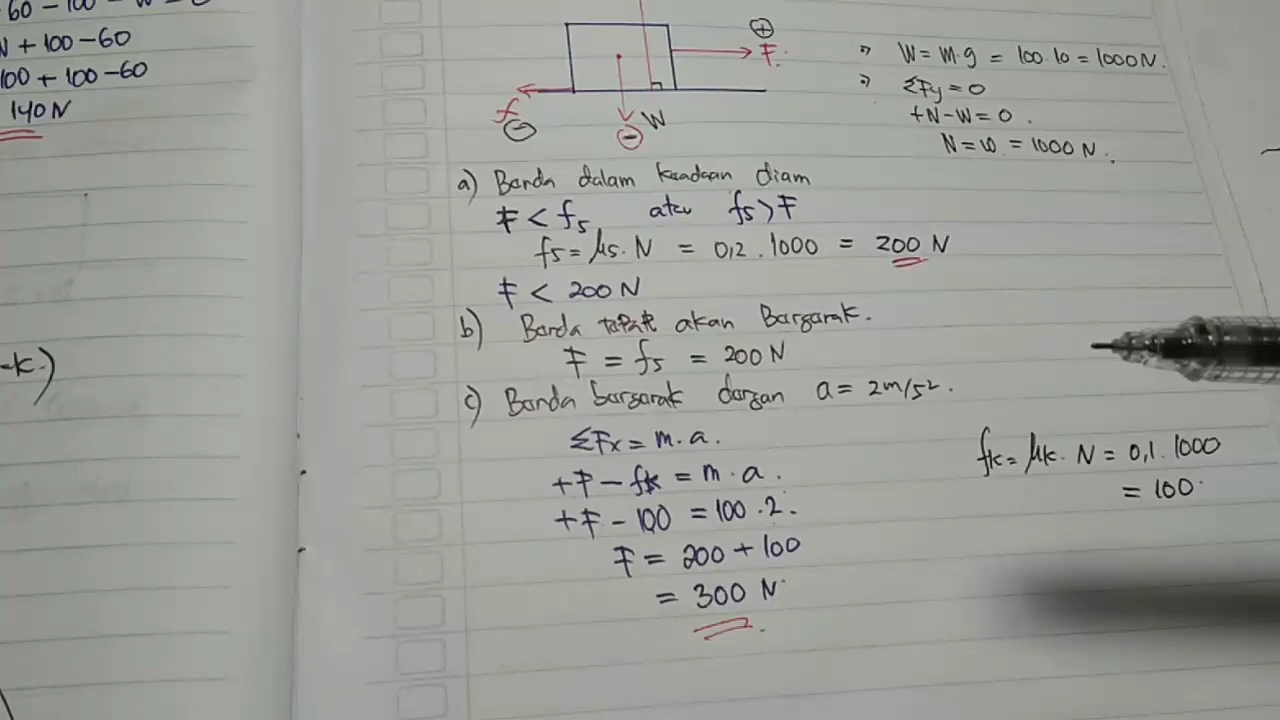 60 - 100 - W = 0
N + 100 - 60
100 + 100 - 60
140 N
-k)
⊕
F.
f
⊖
W
⊖
" W = m.g = 100 10 = 1000 N.
" ΣFy = 0
+N - W = 0.
N = W = 1000 N.
a) Benda dalam keadaan diam
F < fs atau fs > F
fs = μs. N = 0,2 . 1000 = 200 N
F < 200 N
b) Benda tepat akan Bergerak.
F = fs = 200 N
c) Benda bergerak dengan a = 2 m/s².
ΣFx = m.a.
+F - fk = m.a.
+F - 100 = 100 . 2.
F = 200 + 100
= 300 N
fk = μk. N = 0,1 . 1000
= 100.